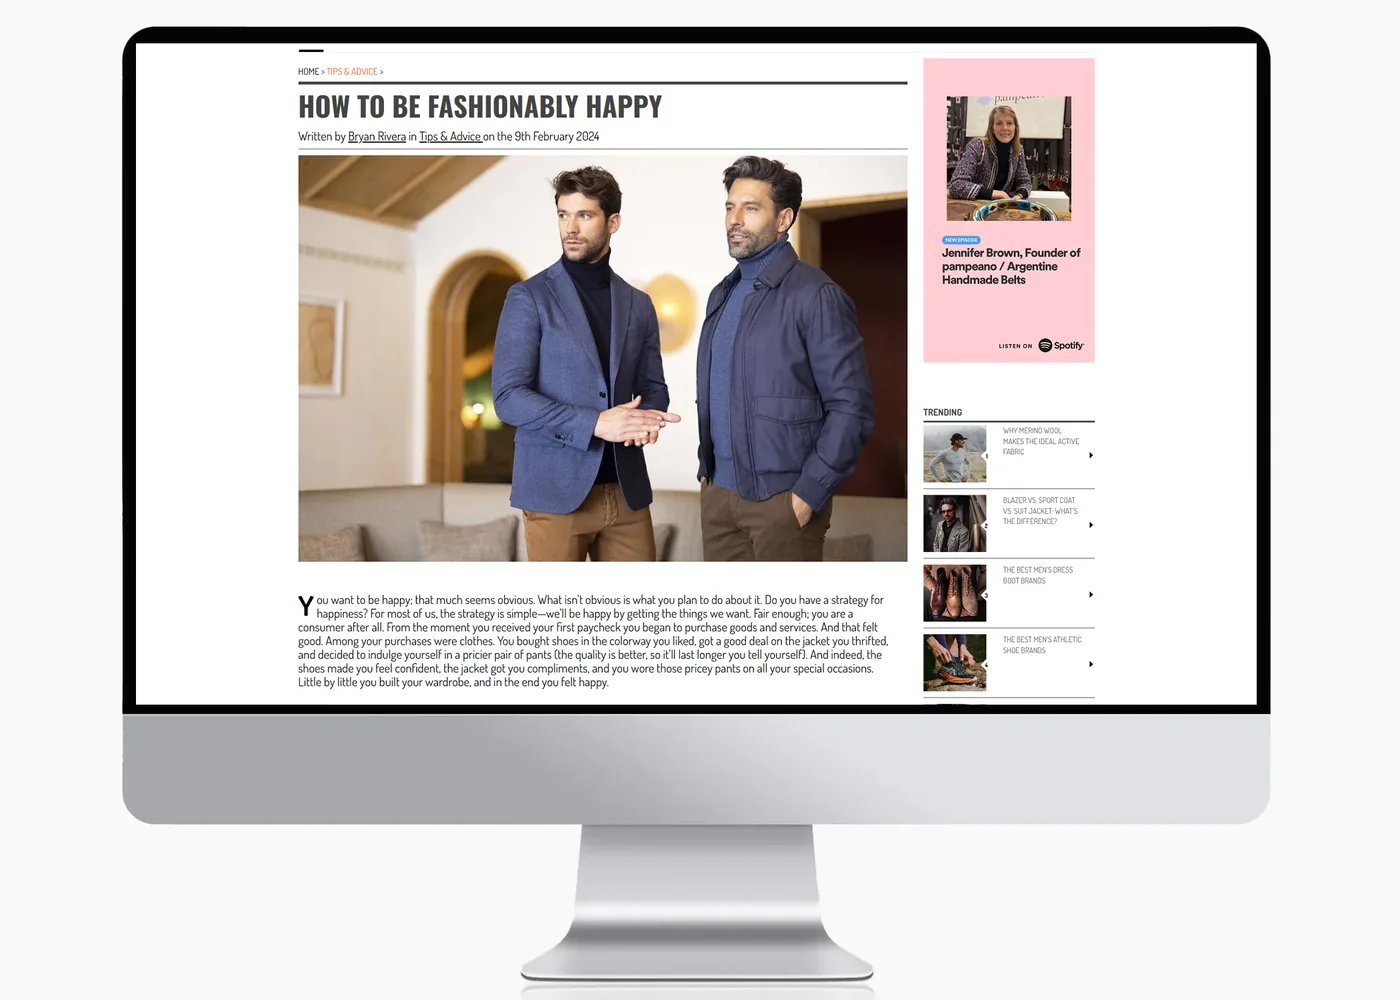 HOME > TIPS & ADVICE >
HOW TO BE FASHIONABLY HAPPY
Written by Bryan Rivera in Tips & Advice on the 9th February 2024
You want to be happy; that much seems obvious. What isn't obvious is what you plan to do about it. Do you have a strategy for
happiness? For most of us, the strategy is simple—we'll be happy by getting the things we want. Fair enough; you are a
consumer after all. From the moment you received your first paycheck you began to purchase goods and services. And that felt
good. Among your purchases were clothes. You bought shoes in the colorway you liked, got a good deal on the jacket you thrifted,
and decided to indulge yourself in a pricier pair of pants (the quality is better, so it'll last longer you tell yourself). And indeed, the
shoes made you feel confident, the jacket got you compliments, and you wore those pricey pants on all your special occasions.
Little by little you built your wardrobe, and in the end you felt happy.
pampeano
NEW EPISODE
Jennifer Brown, Founder of
pampeano / Argentine
Handmade Belts
LISTEN ON Spotify
TRENDING
1
WHY MERINO WOOL
MAKES THE IDEAL ACTIVE
FABRIC
2
BLAZER VS. SPORT COAT
VS. SUIT JACKET: WHAT'S
THE DIFFERENCE?
3
THE BEST MEN'S DRESS
BOOT BRANDS
4
THE BEST MEN'S ATHLETIC
SHOE BRANDS